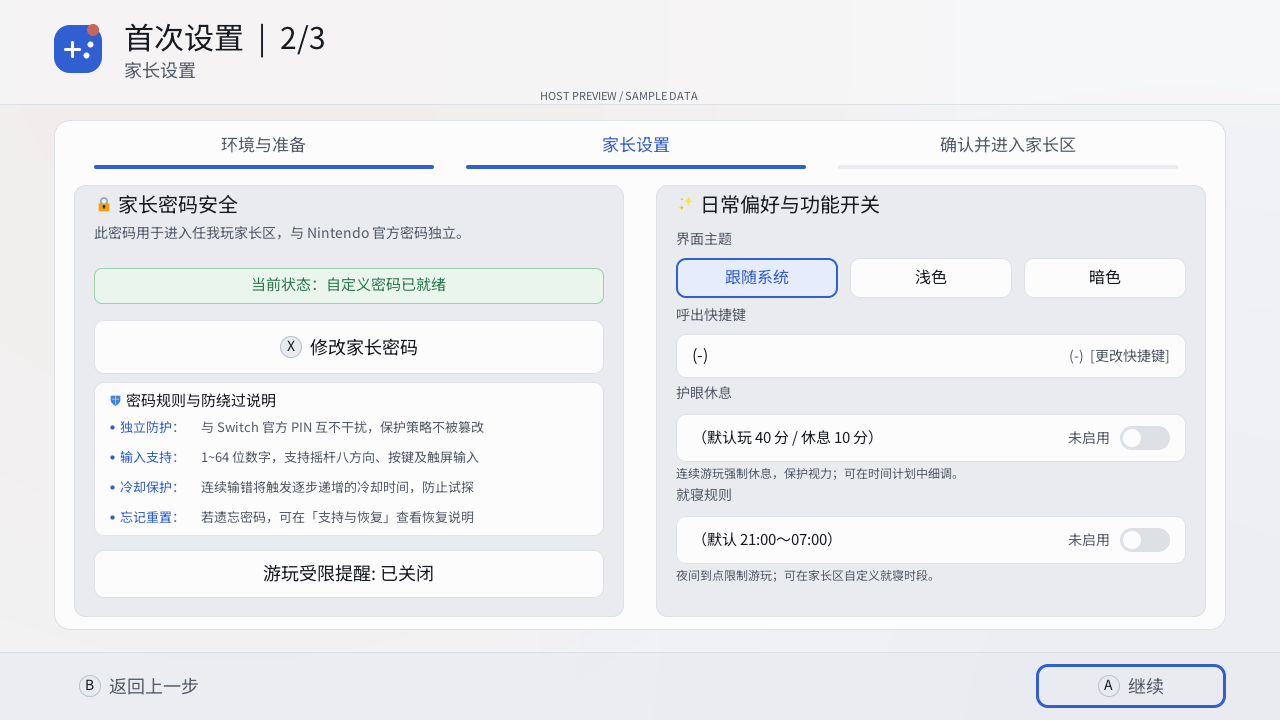 首次设置 | 2/3
家长设置
HOST PREVIEW / SAMPLE DATA
环境与准备
家长设置
确认并进入家长区
家长密码安全
此密码用于进入任我玩家长区，与 Nintendo 官方密码独立。
当前状态：自定义密码已就绪
X 修改家长密码
密码规则与防绕过说明
• 独立防护： 与 Switch 官方 PIN 互不干扰，保护策略不被篡改
• 输入支持： 1~64 位数字，支持摇杆八方向、按键及触屏输入
• 冷却保护： 连续输错将触发逐步递增的冷却时间，防止试探
• 忘记重置： 若遗忘密码，可在「支持与恢复」查看恢复说明
游玩受限提醒: 已关闭
日常偏好与功能开关
界面主题
跟随系统 浅色 暗色
呼出快捷键
(-) (-) [更改快捷键]
护眼休息
（默认玩 40 分 / 休息 10 分） 未启用
连续游玩强制休息，保护视力；可在时间计划中细调。
就寝规则
（默认 21:00～07:00） 未启用
夜间到点限制游玩；可在家长区自定义就寝时段。
B 返回上一步
A 继续